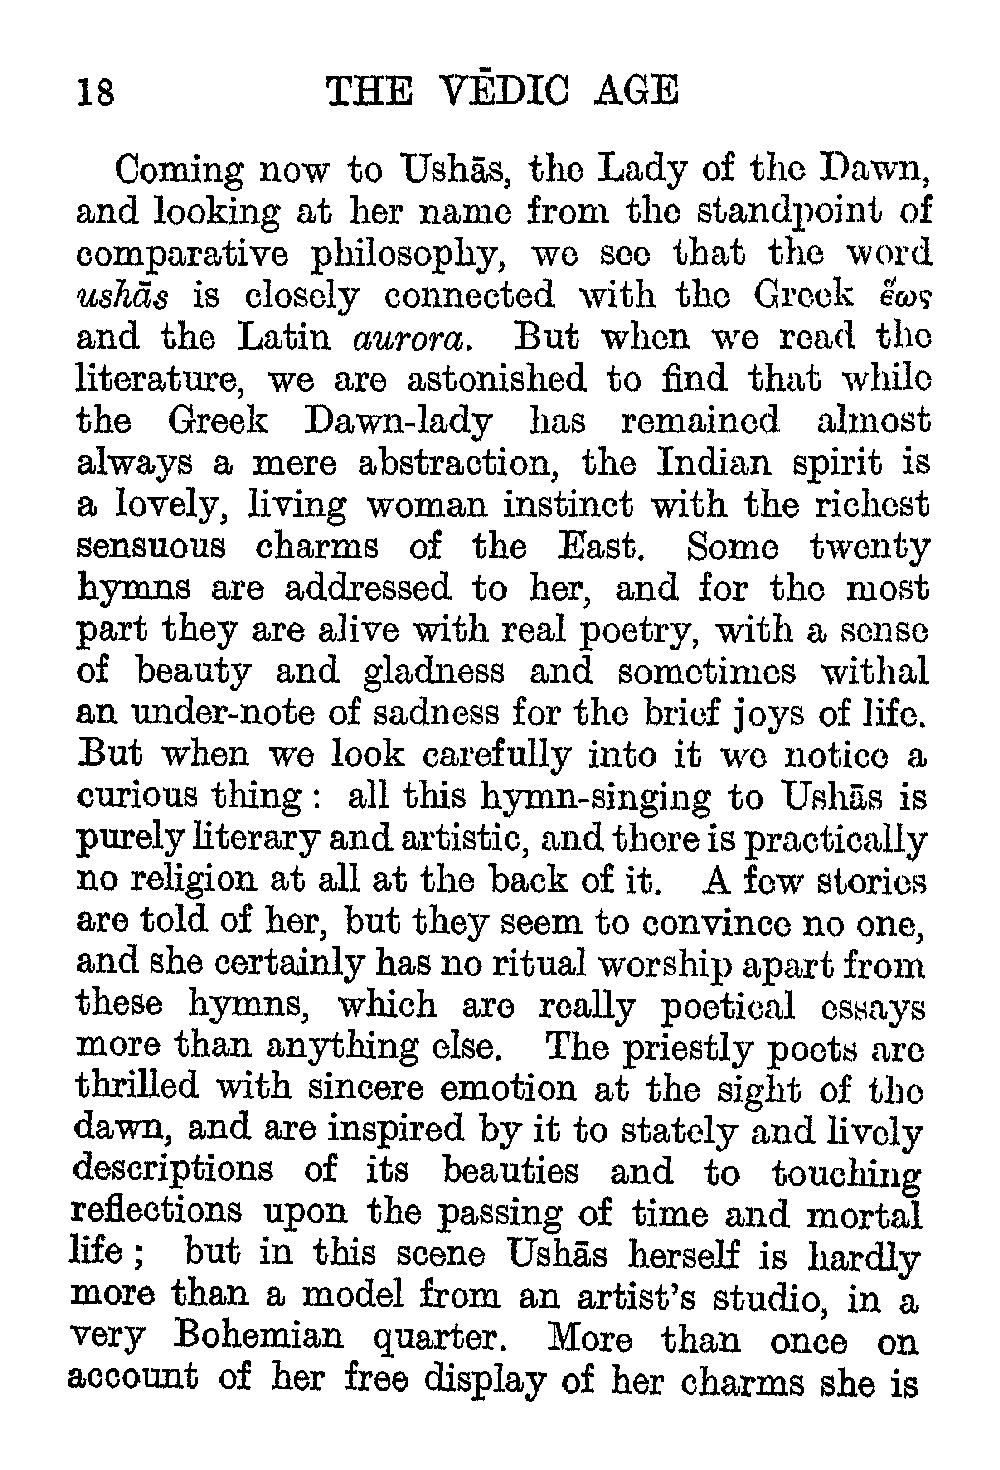 18 THE VĒDIC AGE
Coming now to Ushās, the Lady of the Dawn,
and looking at her name from the standpoint of
comparative philosophy, we see that the word
ushās is closely connected with the Greek ἕως
and the Latin aurora. But when we read the
literature, we are astonished to find that while
the Greek Dawn-lady has remained almost
always a mere abstraction, the Indian spirit is
a lovely, living woman instinct with the richest
sensuous charms of the East. Some twenty
hymns are addressed to her, and for the most
part they are alive with real poetry, with a sense
of beauty and gladness and sometimes withal
an under-note of sadness for the brief joys of life.
But when we look carefully into it we notice a
curious thing : all this hymn-singing to Ushās is
purely literary and artistic, and there is practically
no religion at all at the back of it. A few stories
are told of her, but they seem to convince no one,
and she certainly has no ritual worship apart from
these hymns, which are really poetical essays
more than anything else. The priestly poets are
thrilled with sincere emotion at the sight of the
dawn, and are inspired by it to stately and lively
descriptions of its beauties and to touching
reflections upon the passing of time and mortal
life ; but in this scene Ushās herself is hardly
more than a model from an artist's studio, in a
very Bohemian quarter. More than once on
account of her free display of her charms she is